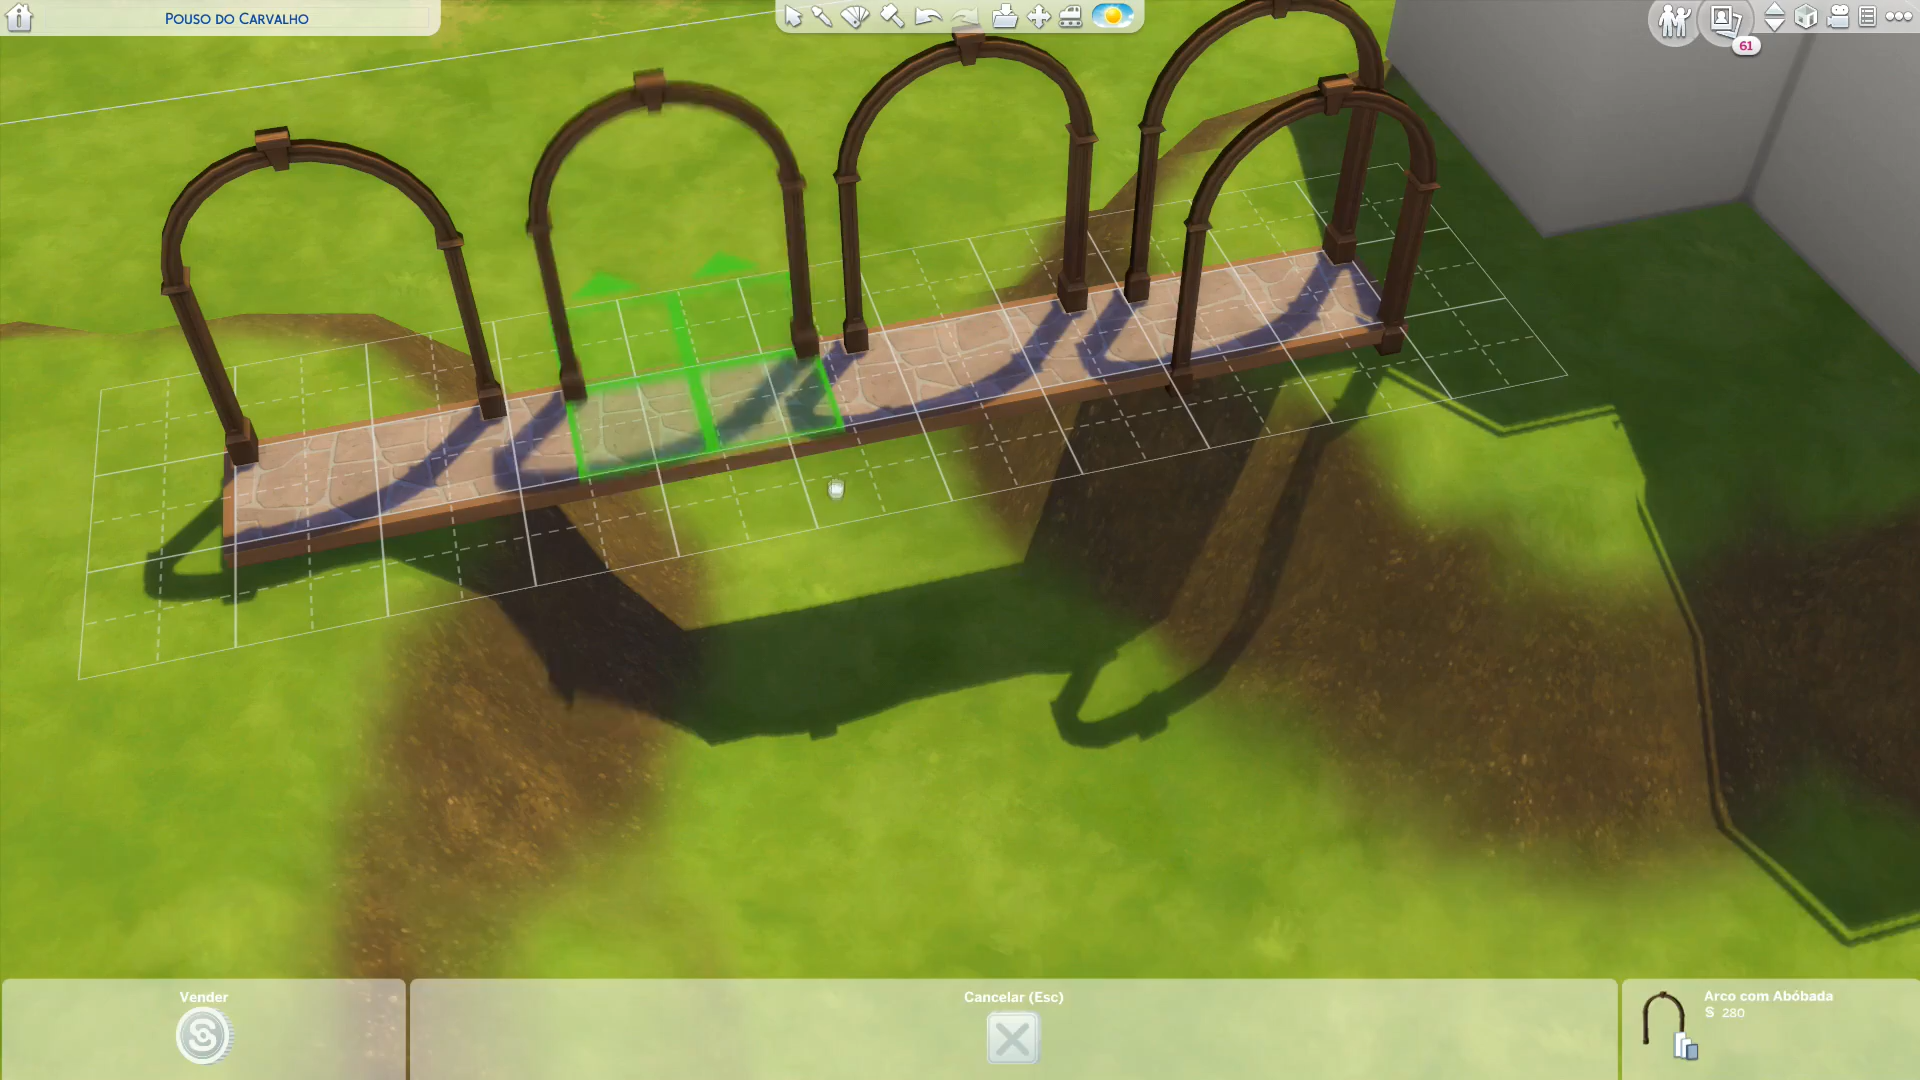 Pouso do Carvalho
61
Vender
Cancelar (Esc)
Arco com Abóbada
S 280